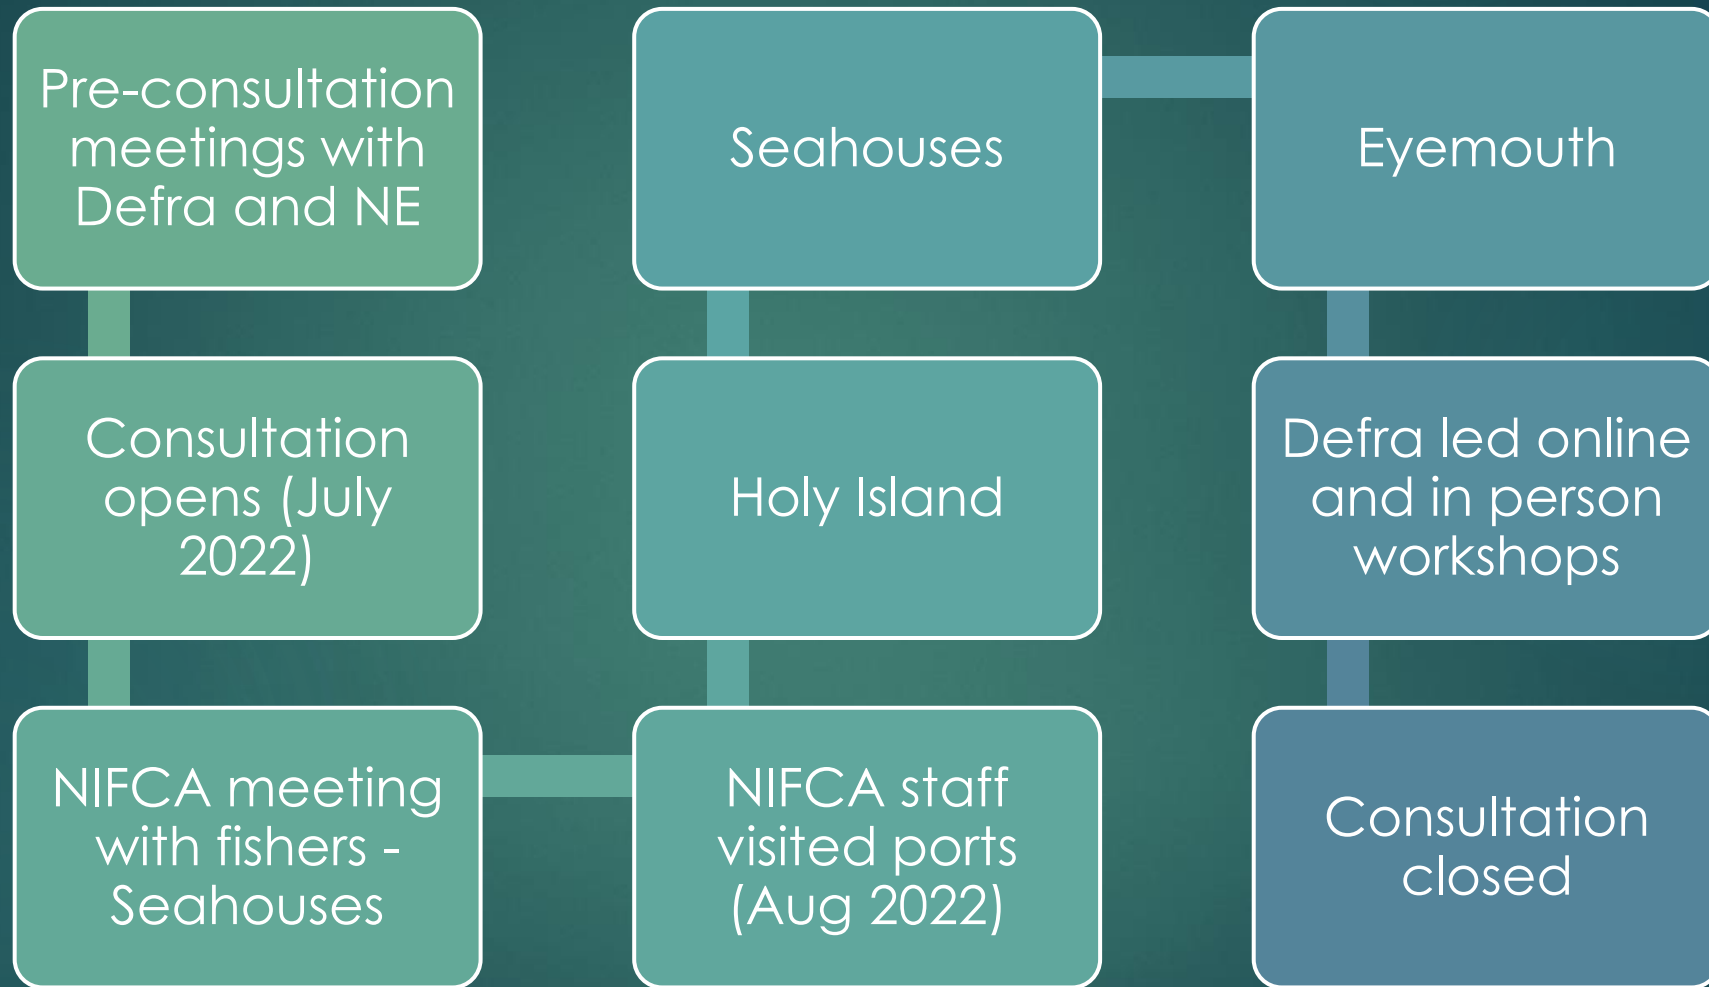 Pre-consultation
meetings with
Defra and NE
Consultation
opens (July
2022)
NIFCA meeting
with fishers -
Seahouses
NIFCA staff
visited ports
(Aug 2022)
Holy Island
Seahouses
Eyemouth
Defra led online
and in person
workshops
Consultation
closed